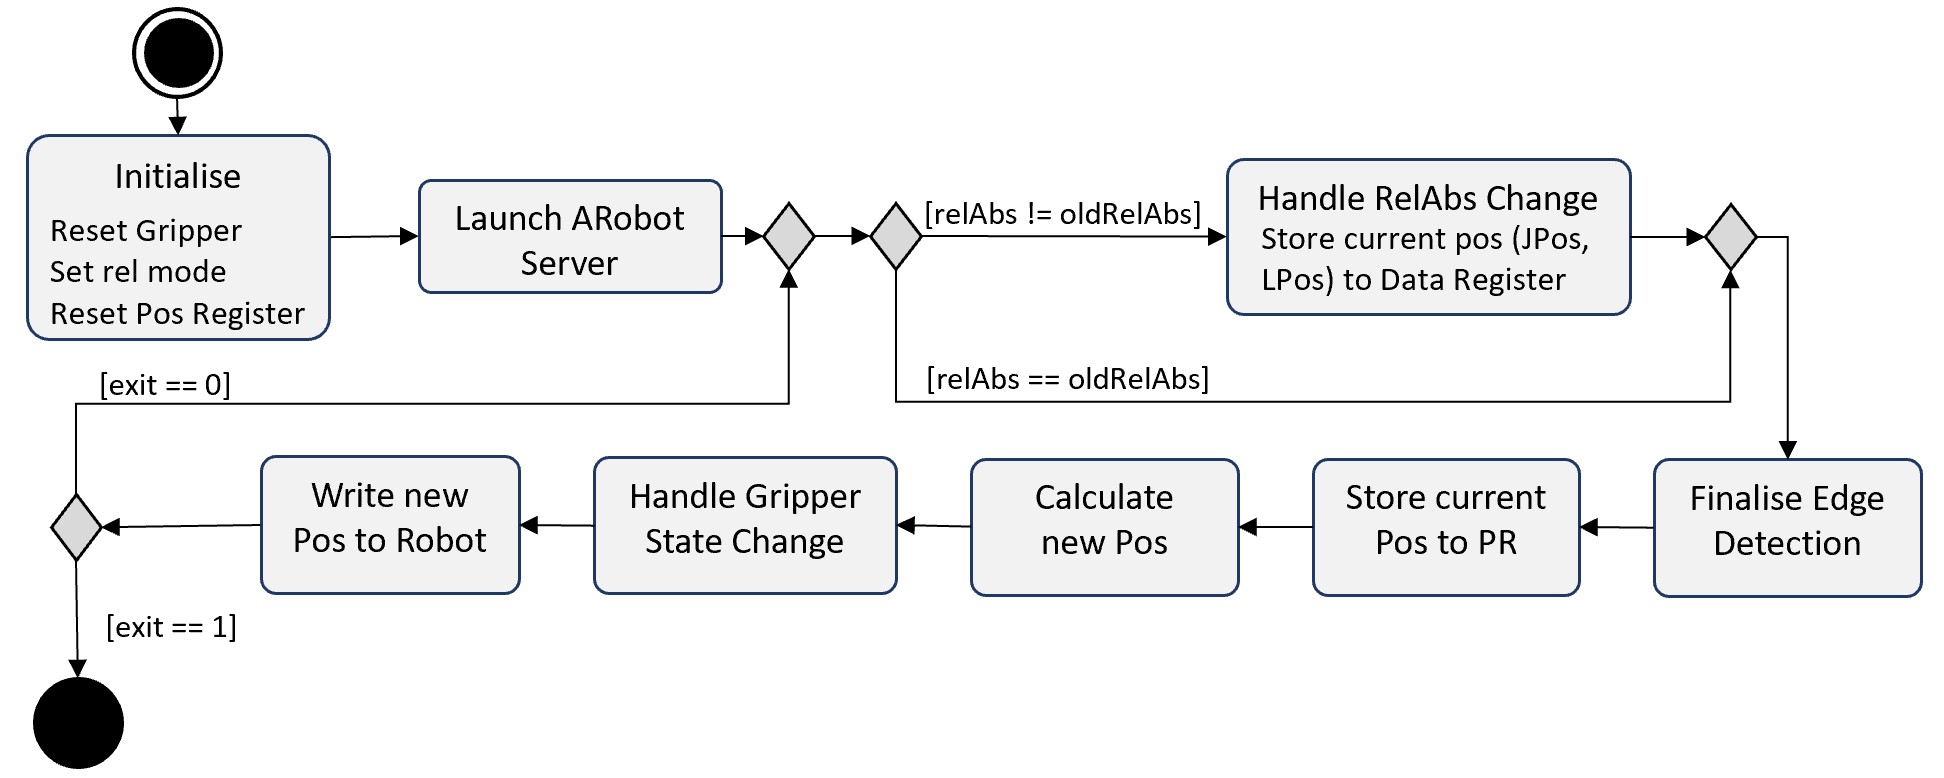 Initialise
Reset Gripper
Set rel mode
Reset Pos Register
Launch ARobot
Server
[relAbs != oldRelAbs]
Handle RelAbs Change
Store current pos (JPos,
LPos) to Data Register
[relAbs == oldRelAbs]
[exit == 0]
Write new
Pos to Robot
Handle Gripper
State Change
Calculate
new Pos
Store current
Pos to PR
Finalise Edge
Detection
[exit == 1]